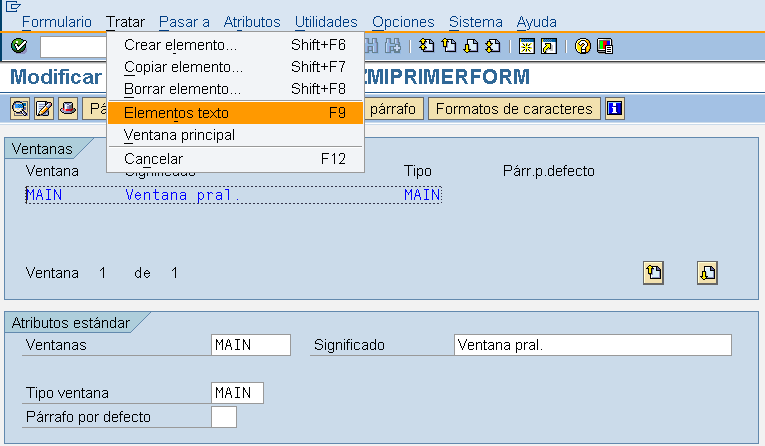 Formulario Tratar Pasar a Atributos Utilidades Opciones Sistema Ayuda
Crear elemento... Shift+F6
Copiar elemento... Shift+F7
Modificar ZMIPRIMERFORM
Borrar elemento... Shift+F8
Elementos texto F9
párrafo Formatos de caracteres
Ventana principal
Cancelar F12
Ventanas
Ventana Significado Tipo Párr.p.defecto
MAIN Ventana pral. MAIN
Ventana 1 de 1
Atributos estándar
Ventanas MAIN Significado Ventana pral.
Tipo ventana MAIN
Párrafo por defecto